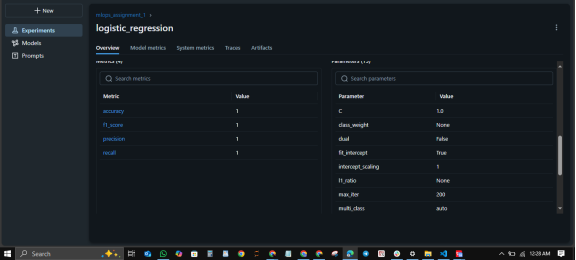 + New
Experiments
Models
Prompts
mlops_assignment_1 >
logistic_regression
Overview
Model metrics
System metrics
Traces
Artifacts
Metrics (4)
Search metrics
Metric
Value
accuracy
1
f1_score
1
precision
1
recall
1
Parameters (15)
Search parameters
Parameter
Value
C
1.0
class_weight
None
dual
False
fit_intercept
True
intercept_scaling
1
l1_ratio
None
max_iter
200
multi_class
auto
Search
12:28 AM